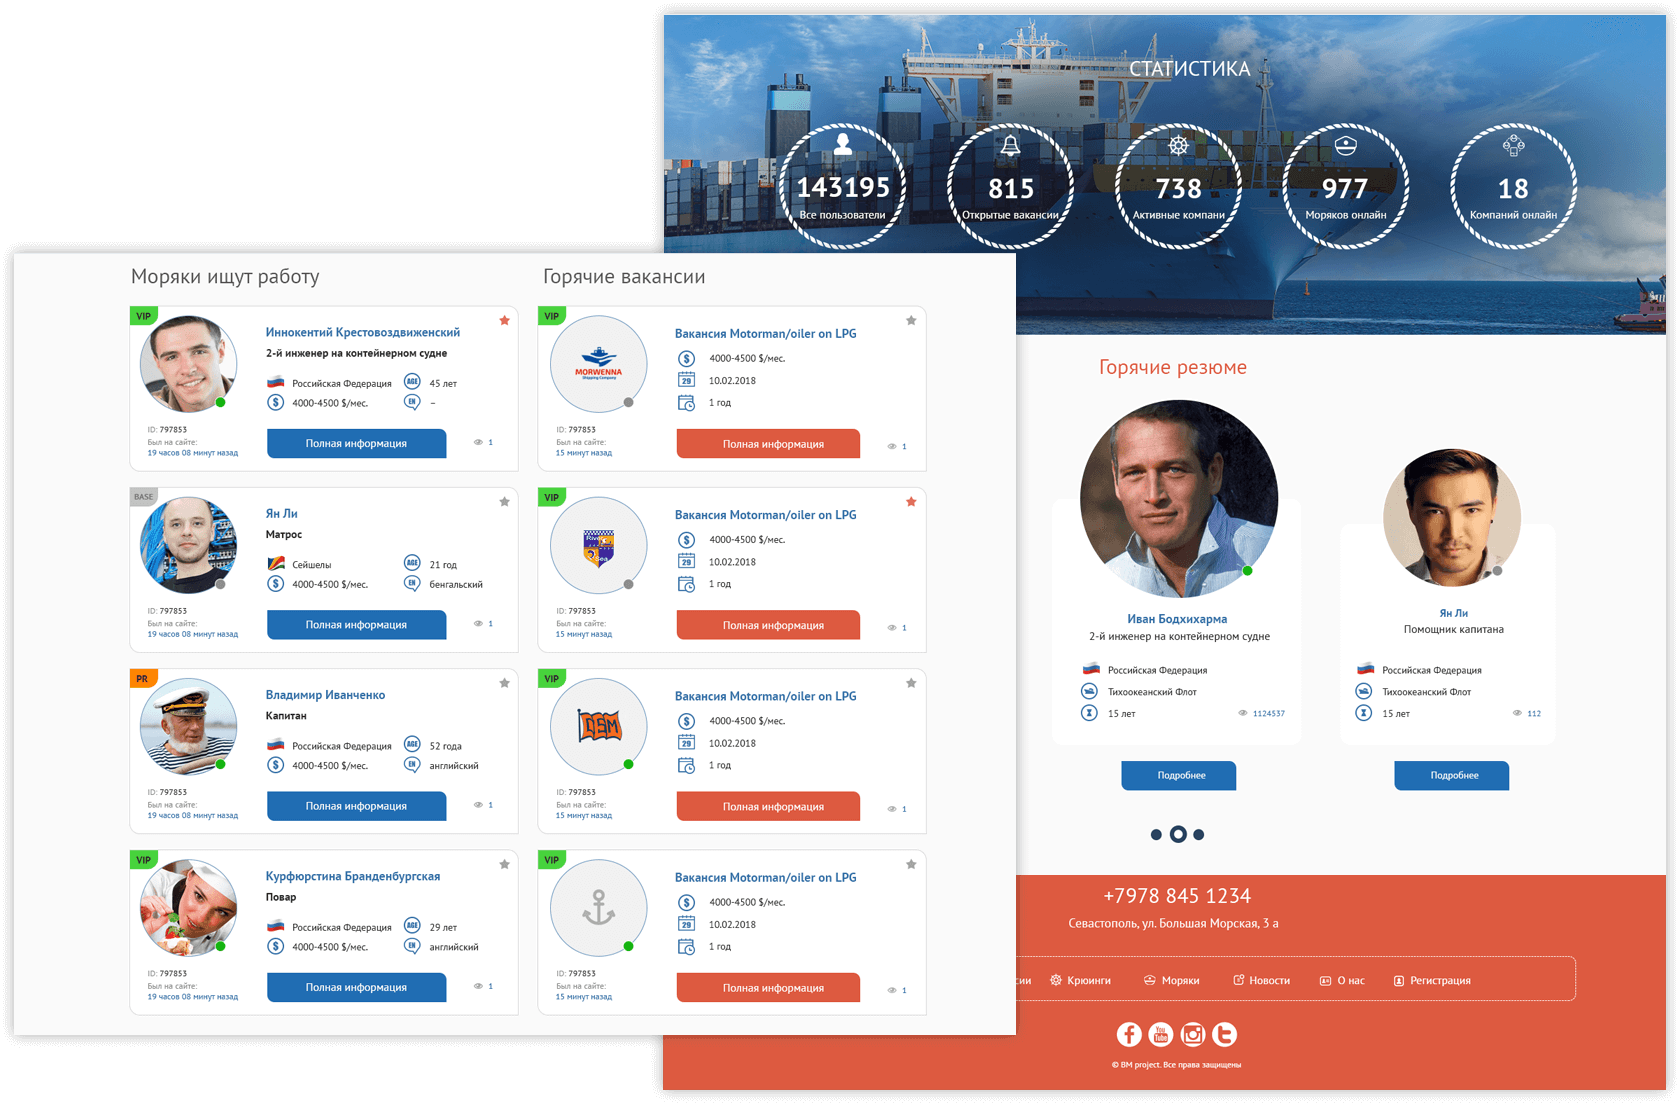 СТАТИСТИКА
143195
Все пользователи
815
Открытые вакансии
738
Активные компани
977
Моряков онлайн
18
Компаний онлайн
Моряки ищут работу
VIP
Иннокентий Крестовоздвиженский
2-й инженер на контейнерном судне
Российская Федерация AGE 45 лет
$ 4000-4500 $/мес. EN –
ID: 797853
Был на сайте:
19 часов 08 минут назад
Полная информация
1
BASE
Ян Ли
Матрос
Сейшелы AGE 21 год
$ 4000-4500 $/мес. EN бенгальский
ID: 797853
Был на сайте:
19 часов 08 минут назад
Полная информация
1
PR
Владимир Иванченко
Капитан
Российская Федерация AGE 52 года
$ 4000-4500 $/мес. EN английский
ID: 797853
Был на сайте:
19 часов 08 минут назад
Полная информация
1
VIP
Курфюрстина Бранденбургская
Повар
Российская Федерация AGE 29 лет
$ 4000-4500 $/мес. EN английский
ID: 797853
Был на сайте:
19 часов 08 минут назад
Полная информация
1
Горячие вакансии
VIP
MORWENNA
Shipping Company
Вакансия Motorman/oiler on LPG
$ 4000-4500 $/мес.
29 10.02.2018
1 год
ID: 797853
Был на сайте:
15 минут назад
Полная информация
1
VIP
River
Sea
Вакансия Motorman/oiler on LPG
$ 4000-4500 $/мес.
29 10.02.2018
1 год
ID: 797853
Был на сайте:
15 минут назад
Полная информация
1
VIP
Вакансия Motorman/oiler on LPG
$ 4000-4500 $/мес.
29 10.02.2018
1 год
ID: 797853
Был на сайте:
15 минут назад
Полная информация
1
VIP
Вакансия Motorman/oiler on LPG
$ 4000-4500 $/мес.
29 10.02.2018
1 год
ID: 797853
Был на сайте:
15 минут назад
Полная информация
1
Горячие резюме
Иван Бодхихарма
2-й инженер на контейнерном судне
Российская Федерация
Тихоокеанский Флот
15 лет 1124537
Подробнее
Ян Ли
Помощник капитана
Российская Федерация
Тихоокеанский Флот
15 лет 112
Подробнее
+7978 845 1234
Севастополь, ул. Большая Морская, 3 а
сии Крюинги Моряки Новости О нас Регистрация
You Tube
© BM project. Все права защищены